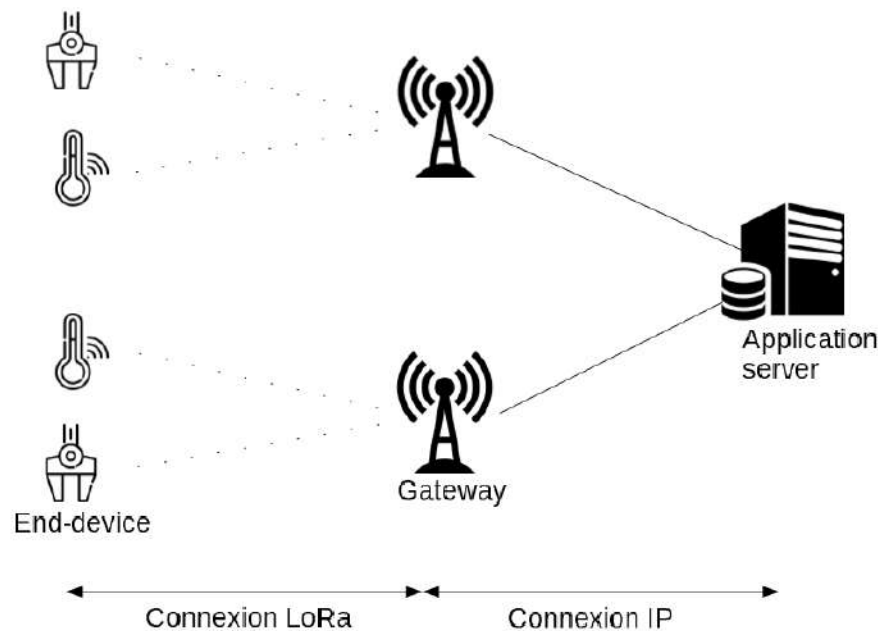 Application
server
Gateway
End-device
Connexion LoRa
Connexion IP